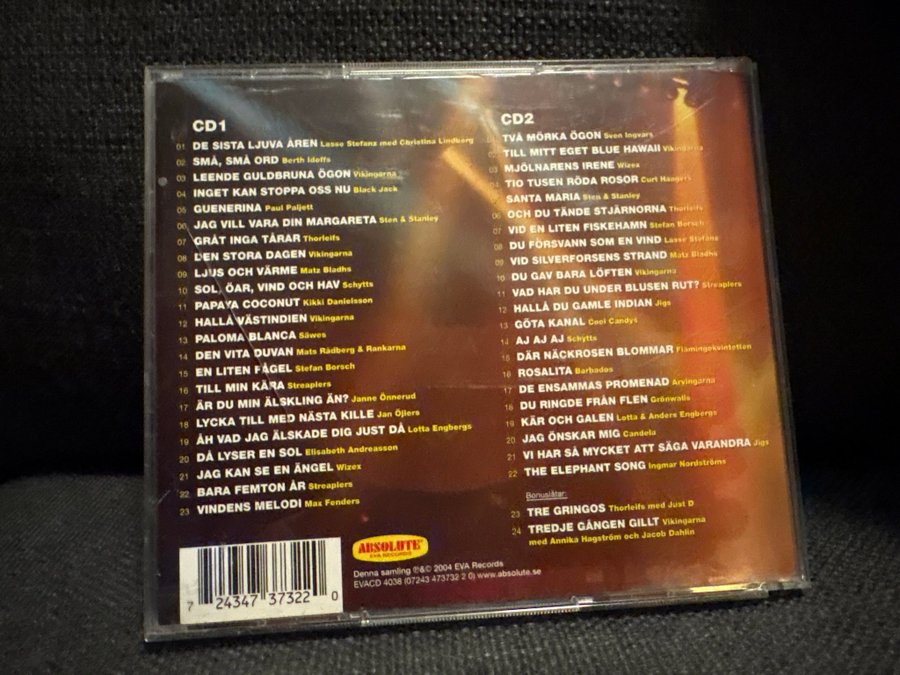 CD1
01 DE SISTA LJUVA ÅREN Lasse Stefanz med Christina Lindberg
02 SMÅ, SMÅ ORD Berth Idoffs
03 LEENDE GULDBRUNA ÖGON Vikingarna
04 INGET KAN STOPPA OSS NU Black Jack
05 GUENERINA Paul Paljett
06 JAG VILL VARA DIN MARGARETA Sten & Stanley
07 GRÅT INGA TÅRAR Thorleifs
08 DEN STORA DAGEN Vikingarna
09 LJUS OCH VÄRME Matz Bladhs
10 SOL, ÖAR, VIND OCH HAV Schytts
11 PAPAYA COCONUT Kikki Danielsson
12 HALLÅ VÄSTINDIEN Vikingarna
13 PALOMA BLANCA Säwes
14 DEN VITA DUVAN Mats Rådberg & Rankarna
15 EN LITEN FÅGEL Stefan Borsch
16 TILL MIN KÄRA Streaplers
17 ÄR DU MIN ÄLSKLING ÄN? Janne Önnerud
18 LYCKA TILL MED NÄSTA KILLE Jan Öjlers
19 ÅH VAD JAG ÄLSKADE DIG JUST DÅ Lotta Engbergs
20 DÅ LYSER EN SOL Elisabeth Andreasson
21 JAG KAN SE EN ÄNGEL Wizex
22 BARA FEMTON ÅR Streaplers
23 VINDENS MELODI Max Fenders
CD2
01 TVÅ MÖRKA ÖGON Sven Ingvars
02 TILL MITT EGET BLUE HAWAII Vikingarna
03 MJÖLNARENS IRENE Wizex
04 TIO TUSEN RÖDA ROSOR Curt Haagers
SANTA MARIA Sten & Stanley
06 OCH DU TÄNDE STJÄRNORNA Thorleifs
07 VID EN LITEN FISKEHAMN Stefan Borsch
08 DU FÖRSVANN SOM EN VIND Lasse Stefanz
09 VID SILVERFORSENS STRAND Matz Bladhs
10 DU GAV BARA LÖFTEN Vikingarna
11 VAD HAR DU UNDER BLUSEN RUT? Streaplers
12 HALLÅ DU GAMLE INDIAN Jigs
13 GÖTA KANAL Cool Candys
14 AJ AJ AJ Schytts
15 DÄR NÄCKROSEN BLOMMAR Flamingokvintetten
16 ROSALITA Barbados
17 DE ENSAMMAS PROMENAD Arvingarna
18 DU RINGDE FRÅN FLEN Grönwalls
19 KÄR OCH GALEN Lotta & Anders Engbergs
20 JAG ÖNSKAR MIG Candela
21 VI HAR SÅ MYCKET ATT SÄGA VARANDRA Jigs
22 THE ELEPHANT SONG Ingmar Nordströms
Bonuslåtar:
23 TRE GRINGOS Thorleifs med Just D
24 TREDJE GÅNGEN GILLT Vikingarna
med Annika Hagström och Jacob Dahlin
ABSOLUTE
EVA RECORDS
Denna samling ℗&© 2004 EVA Records
EVACD 4038 (07243 473732 2 0) www.absolute.se
7 24347 37322 0